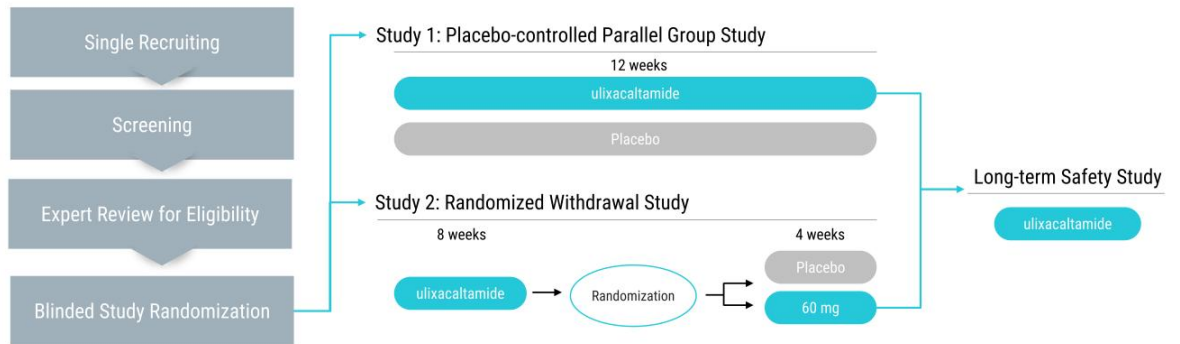 Single Recruiting
Screening
Expert Review for Eligibility
Blinded Study Randomization
Study 1: Placebo-controlled Parallel Group Study
12 weeks
ulixacaltamide
Placebo
Study 2: Randomized Withdrawal Study
8 weeks
4 weeks
ulixacaltamide
Randomization
Placebo
60 mg
Long-term Safety Study
ulixacaltamide